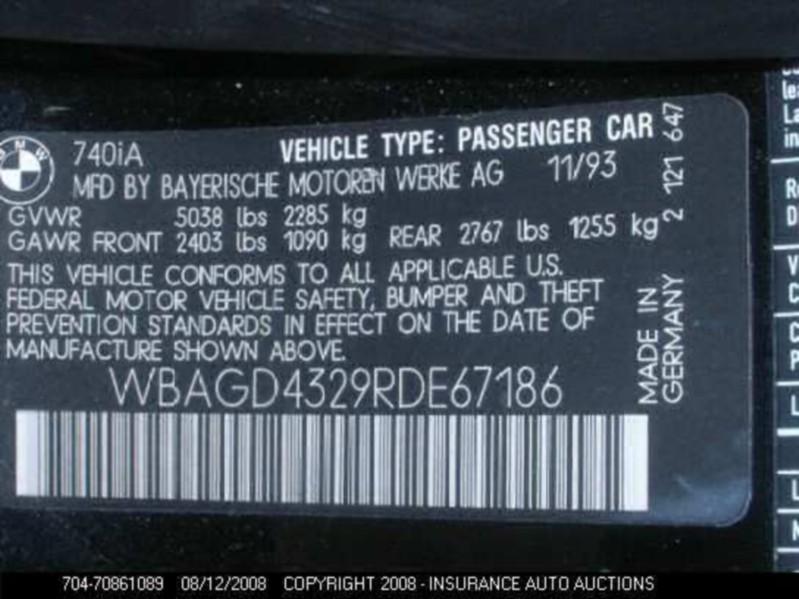 BMW
740iA
VEHICLE TYPE: PASSENGER CAR
MFD BY BAYERISCHE MOTOREN WERKE AG 11/93
GVWR 5038 lbs 2285 kg
GAWR FRONT 2403 lbs 1090 kg REAR 2767 lbs 1255 kg
THIS VEHICLE CONFORMS TO ALL APPLICABLE U.S.
FEDERAL MOTOR VEHICLE SAFETY, BUMPER AND THEFT
PREVENTION STANDARDS IN EFFECT ON THE DATE OF
MANUFACTURE SHOWN ABOVE.
WBAGD4329RDE67186
2 121 647
MADE IN
GERMANY
704-70861089 08/12/2008 COPYRIGHT 2008 - INSURANCE AUTO AUCTIONS